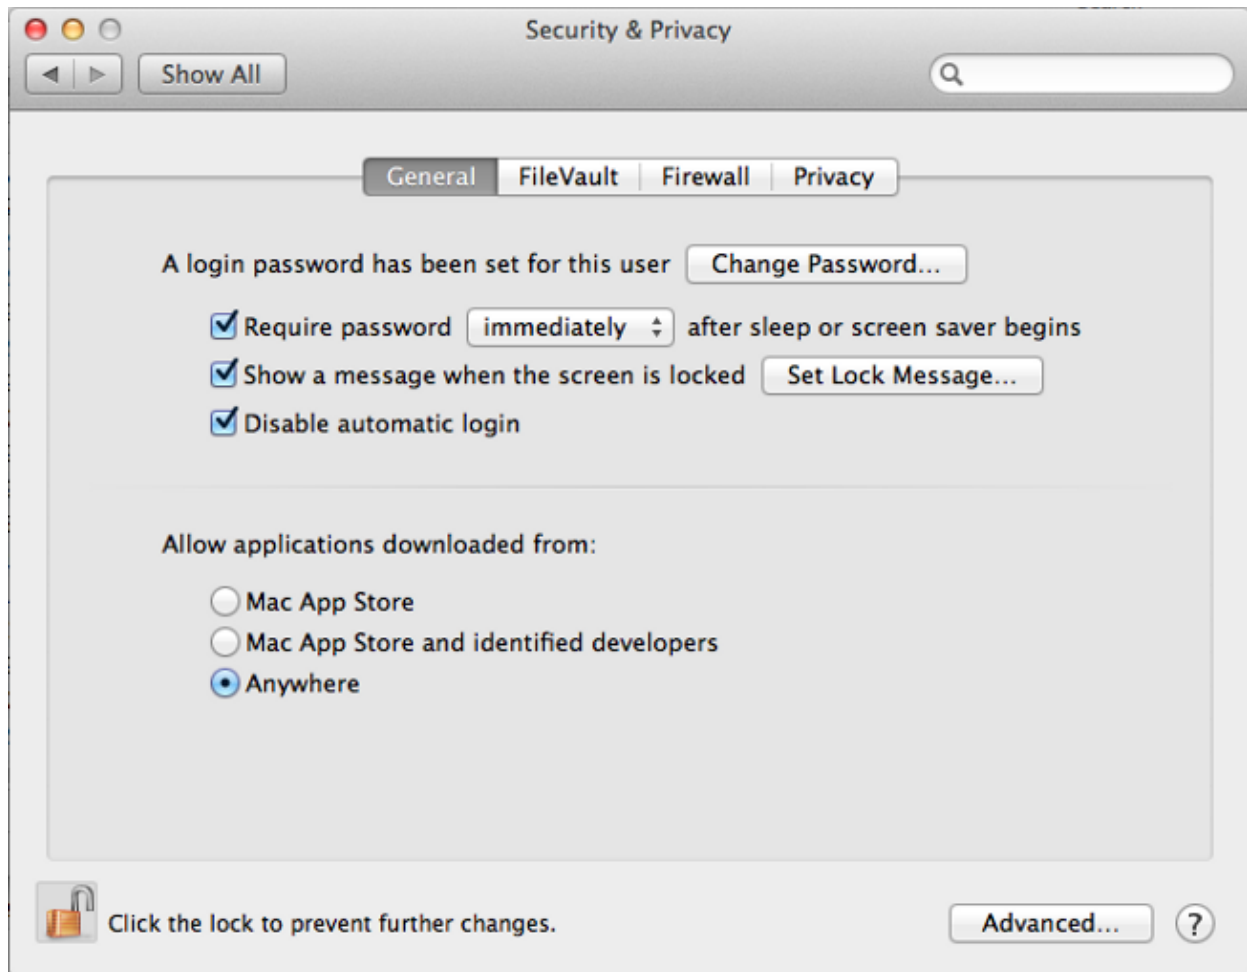 Security & Privacy
Show All
General FileVault Firewall Privacy
A login password has been set for this user Change Password...
Require password immediately after sleep or screen saver begins
Show a message when the screen is locked Set Lock Message...
Disable automatic login
Allow applications downloaded from:
Mac App Store
Mac App Store and identified developers
Anywhere
Click the lock to prevent further changes. Advanced... ?